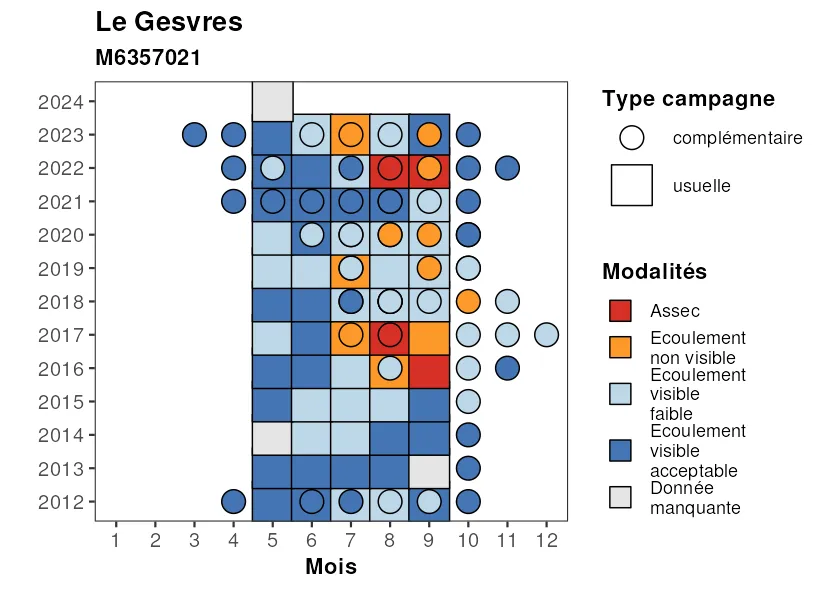 Le Gesvres
M6357021
2024
2023
2022
2021
2020
2019
2018
2017
2016
2015
2014
2013
2012
1 2 3 4 5 6 7 8 9 10 11 12
Mois
Type campagne
complémentaire
usuelle
Modalités
Assec
Ecoulement
non visible
Ecoulement
visible
faible
Ecoulement
visible
acceptable
Donnée
manquante